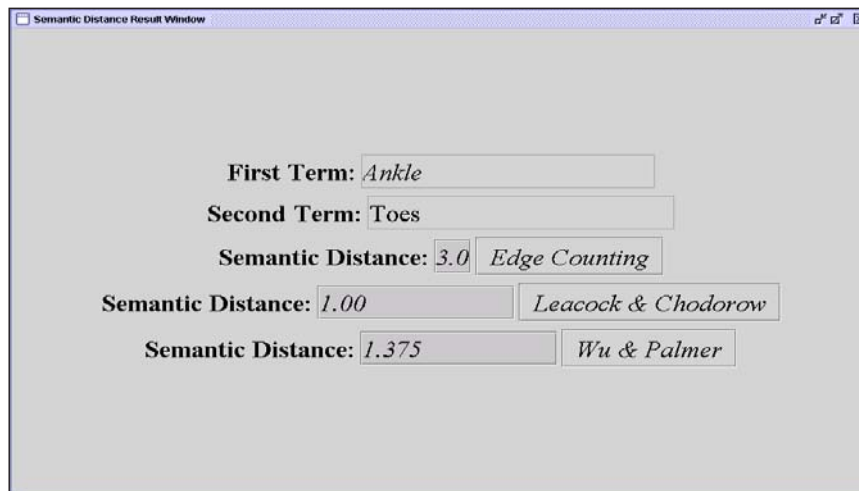 Semantic Distance Result Window
First Term: Ankle
Second Term: Toes
Semantic Distance: 3.0 Edge Counting
Semantic Distance: 1.00 Leacock & Chodorow
Semantic Distance: 1.375 Wu & Palmer